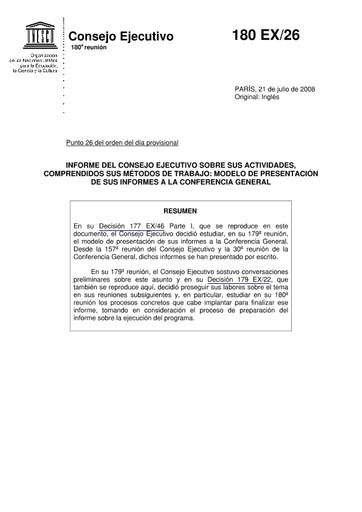 Consejo Ejecutivo
180ª reunión
180 EX/26
Organización
de las Naciones Unidas
para la Educación,
la Ciencia y la Cultura
PARÍS, 21 de julio de 2008
Original: Inglés
Punto 26 del orden del día provisional
INFORME DEL CONSEJO EJECUTIVO SOBRE SUS ACTIVIDADES,
COMPRENDIDOS SUS MÉTODOS DE TRABAJO: MODELO DE PRESENTACIÓN
DE SUS INFORMES A LA CONFERENCIA GENERAL
RESUMEN
En su Decisión 177 EX/46 Parte I, que se reproduce en este
documento, el Consejo Ejecutivo decidió estudiar, en su 179ª reunión,
el modelo de presentación de sus informes a la Conferencia General.
Desde la 157ª reunión del Consejo Ejecutivo y la 30ª reunión de la
Conferencia General, dichos informes se han presentado por escrito.
En su 179ª reunión, el Consejo Ejecutivo sostuvo conversaciones
preliminares sobre este asunto y en su Decisión 179 EX/22, que
también se reproduce aquí, decidió proseguir sus labores sobre el tema
en sus reuniones subsiguientes y, en particular, estudiar en su 180ª
reunión los procesos concretos que cabe implantar para finalizar ese
informe, tomando en consideración el proceso de preparación del
informe sobre la ejecución del programa.